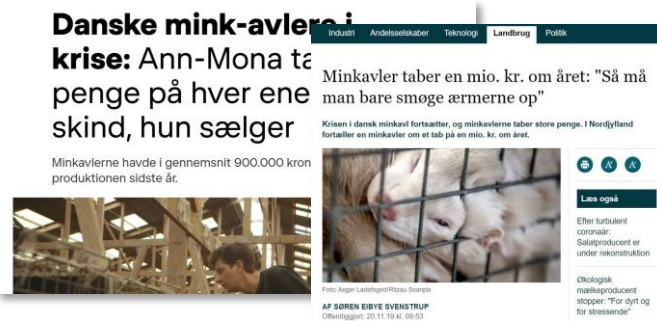 Danske mink-avlere i
krise: Ann-Mona ta
penge på hver ene
skind, hun sælger
Minkavlerne havde i gennemsnit 900.000 kron
produktionen sidste år.
Industri Andelsselskaber Teknologi Landbrug Politik
Minkavler taber en mio. kr. om året: "Så må
man bare smøge ærmerne op"
Krisen i dansk minkavl fortsætter, og minkavlerne taber store penge. I Nordjylland
fortæller en minkavler om et tab på en mio. kr. om året.
Foto: Asger Ladefoged/Ritzau Scanpix
AF SØREN EIBYE SVENSTRUP
Offentliggjort: 20.11.19 kl. 09:53
Læs også
Efter turbulent
coronaår:
Salatproducent er
under rekonstruktion
Økologisk
mælkeproducent
stopper: "For dyrt og
for stressende"